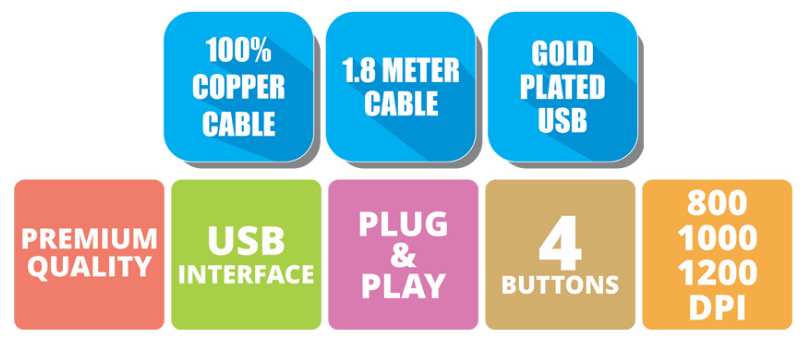 100%
COPPER
CABLE
1.8 METER
CABLE
GOLD
PLATED
USB
PREMIUM
QUALITY
USB
INTERFACE
PLUG
&
PLAY
4
BUTTONS
800
1000
1200
DPI